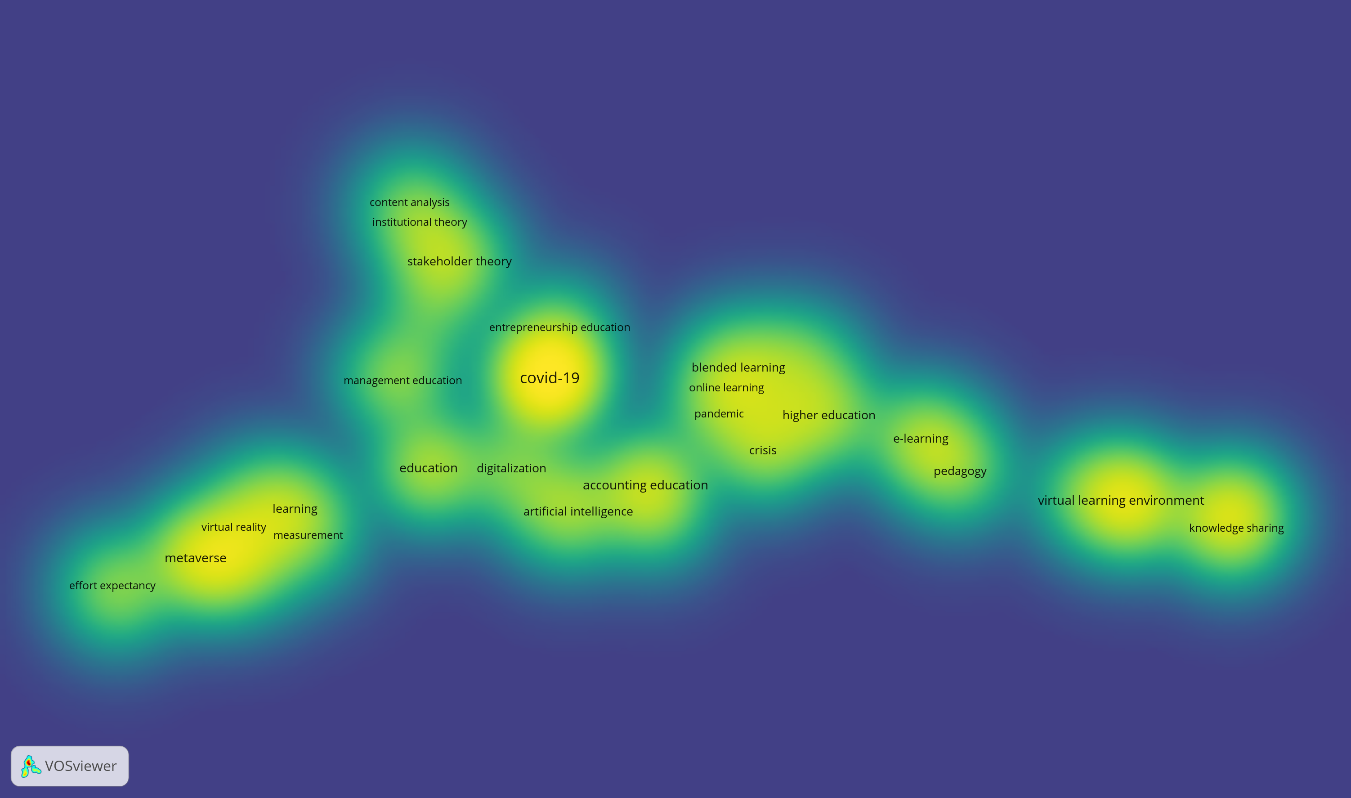 content analysis
institutional theory
stakeholder theory
entrepreneurship education
covid-19
management education
blended learning
online learning
pandemic
higher education
crisis
e-learning
pedagogy
education
digitalization
accounting education
artificial intelligence
virtual learning environment
knowledge sharing
learning
virtual reality
measurement
metaverse
effort expectancy
VOSviewer